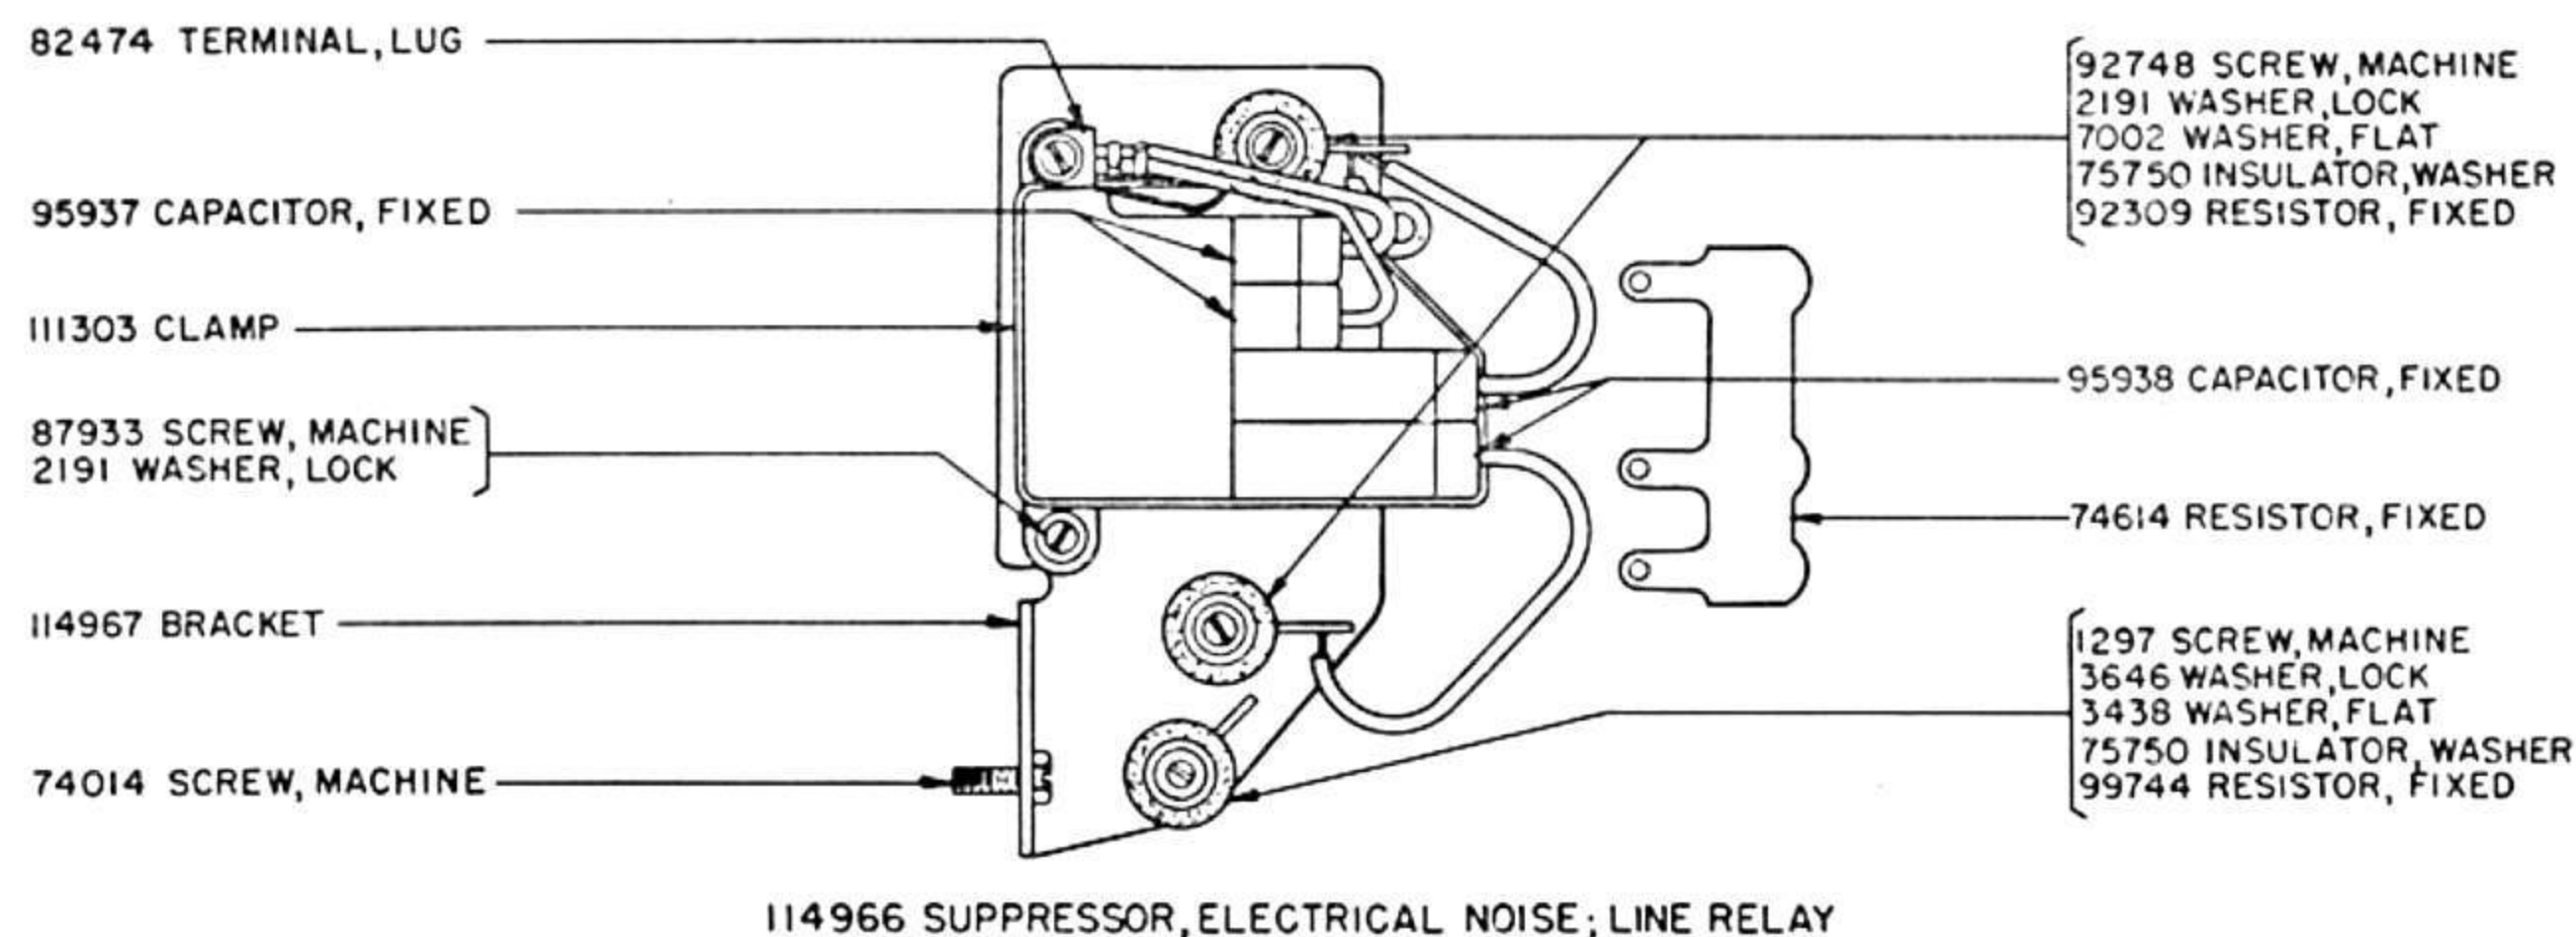 82474 TERMINAL, LUG
95937 CAPACITOR, FIXED
111303 CLAMP
87933 SCREW, MACHINE
2191 WASHER, LOCK
114967 BRACKET
74014 SCREW, MACHINE
92748 SCREW, MACHINE
2191 WASHER, LOCK
7002 WASHER, FLAT
75750 INSULATOR, WASHER
92309 RESISTOR, FIXED
95938 CAPACITOR, FIXED
74614 RESISTOR, FIXED
1297 SCREW, MACHINE
3646 WASHER, LOCK
3438 WASHER, FLAT
75750 INSULATOR, WASHER
99744 RESISTOR, FIXED
114966 SUPPRESSOR, ELECTRICAL NOISE; LINE RELAY